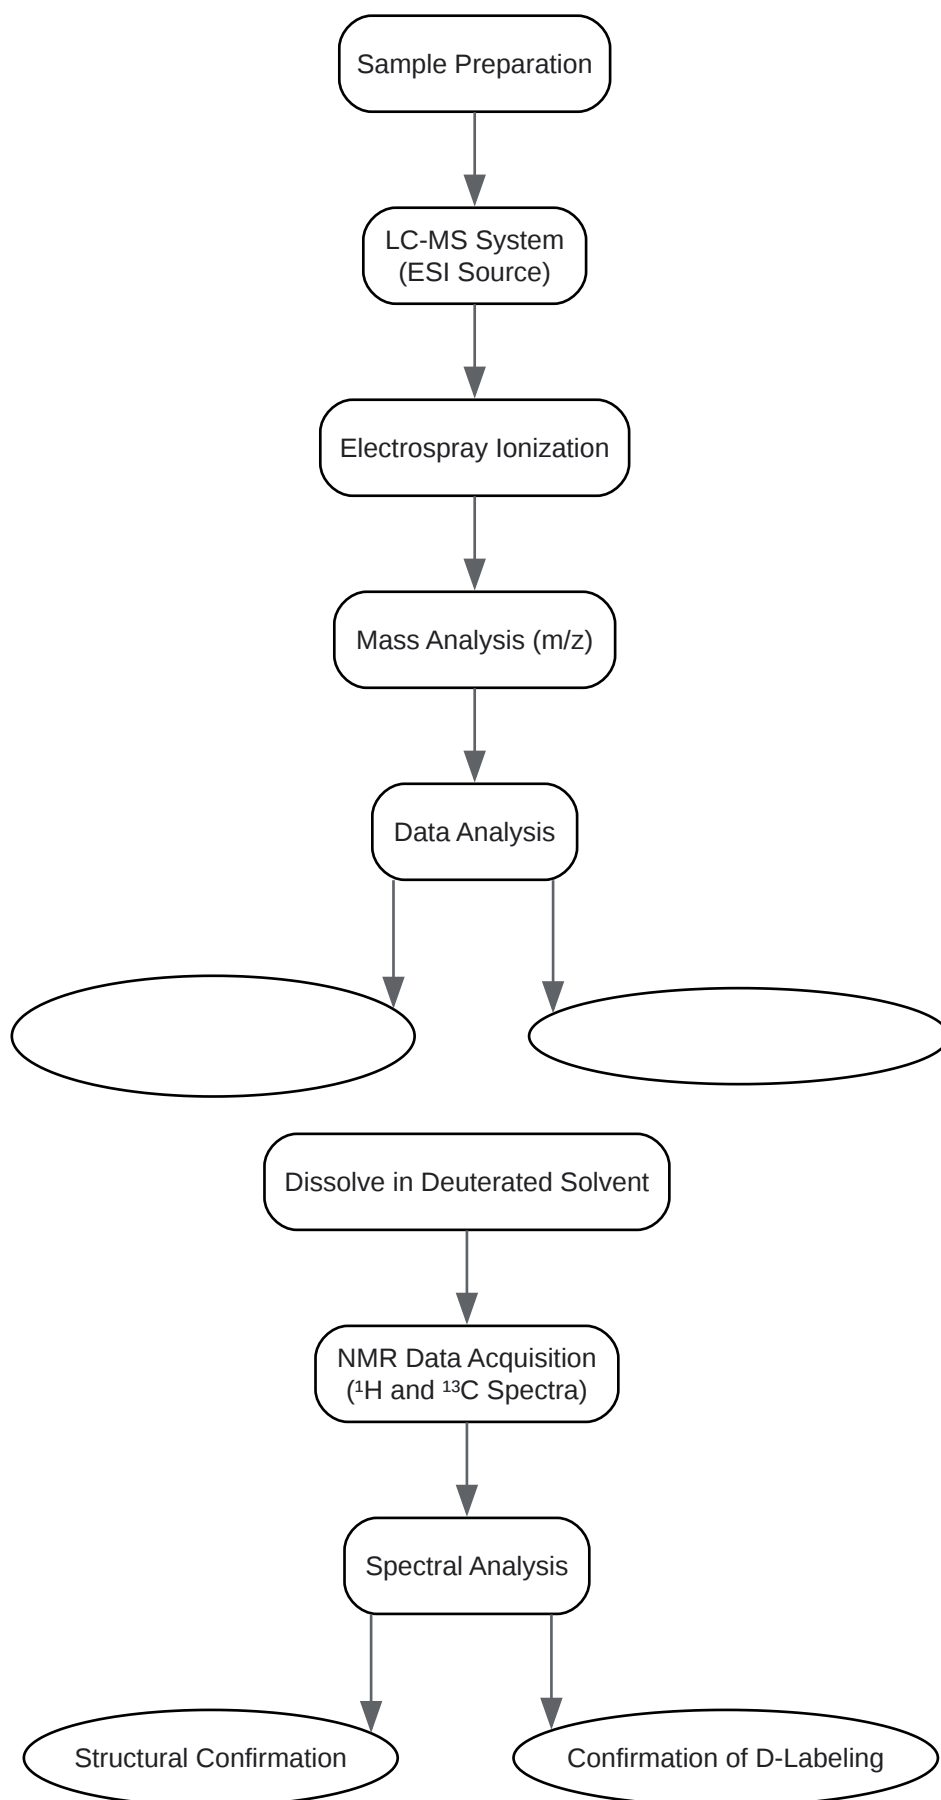 Sample Preparation
LC-MS System
(ESI Source)
Electrospray Ionization
Mass Analysis (m/z)
Data Analysis
Dissolve in Deuterated Solvent
NMR Data Acquisition
(¹H and ¹³C Spectra)
Spectral Analysis
Structural Confirmation
Confirmation of D-Labeling